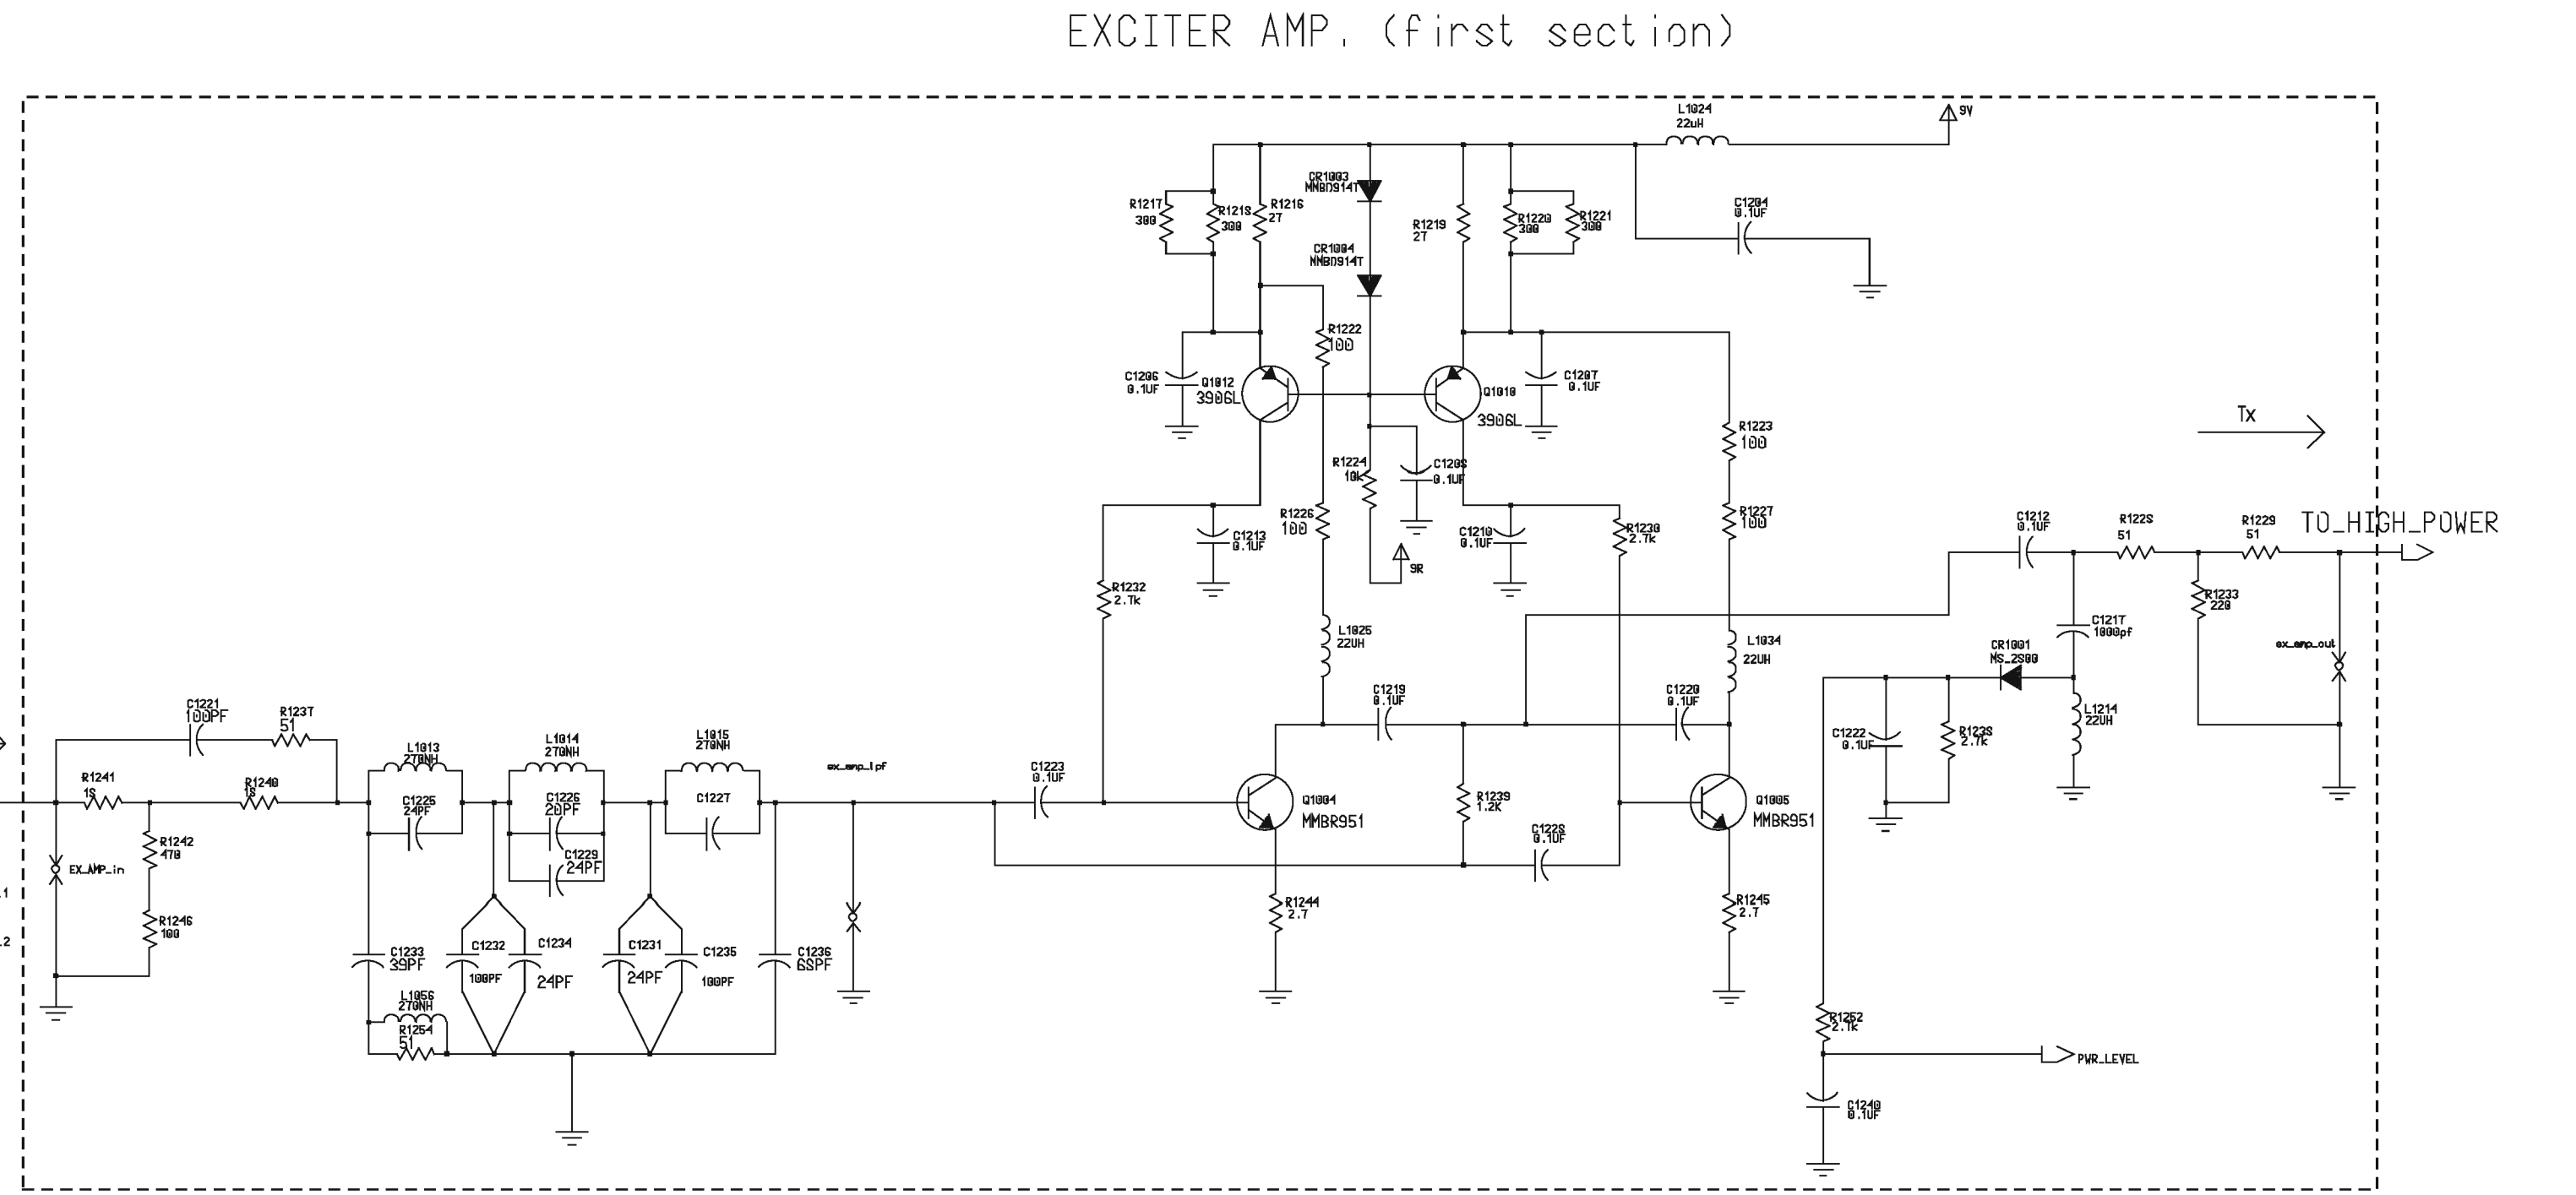 EXCITER AMP. (first section)
L1024
22uH
9V
CR1003
MMBD914T
R1217
300
R1218
300
R1216
27
R1219
27
R1220
300
R1221
300
C1204
0.1UF
CR1004
MMBD914T
R1222
100
C1206
0.1UF
Q1012
3906L
Q1010
3906L
C1207
0.1UF
Tx
R1223
100
R1224
10k
C1208
0.1UF
R1226
100
C1213
0.1UF
C1210
0.1UF
R1230
2.7k
R1227
100
C1212
0.1UF
R1228
51
R1229
51
TO_HIGH_POWER
9R
R1232
2.7k
R1233
220
L1025
22UH
L1034
22UH
C1217
1000pf
CR1001
MS_2800
ex_amp_out
C1219
0.1UF
C1220
0.1UF
C1221
100PF
R1237
51
L1214
22UH
C1222
0.1UF
R1238
2.7k
L1013
270NH
L1014
270NH
L1015
270NH
ex_amp_lpf
C1223
0.1UF
R1241
18
R1240
18
C1225
24PF
C1226
20PF
C1227
Q1004
MMBR951
R1239
1.2K
Q1005
MMBR951
C1228
0.1UF
R1242
470
C1229
24PF
EX_AMP_in
R1246
100
R1244
2.7
R1245
2.7
C1233
39PF
C1232
100PF
C1234
24PF
C1231
24PF
C1235
100PF
C1236
68PF
L1056
270NH
R1254
51
R1252
2.7k
PWR_LEVEL
C1240
0.1UF